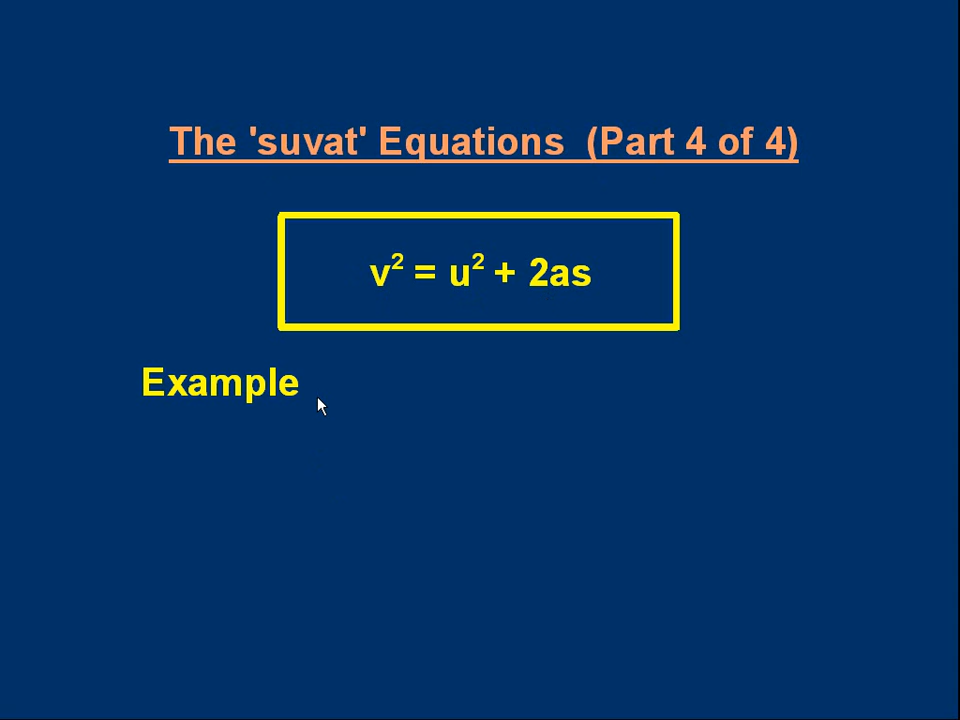 The 'suvat' Equations (Part 4 of 4)
v² = u² + 2as
Example